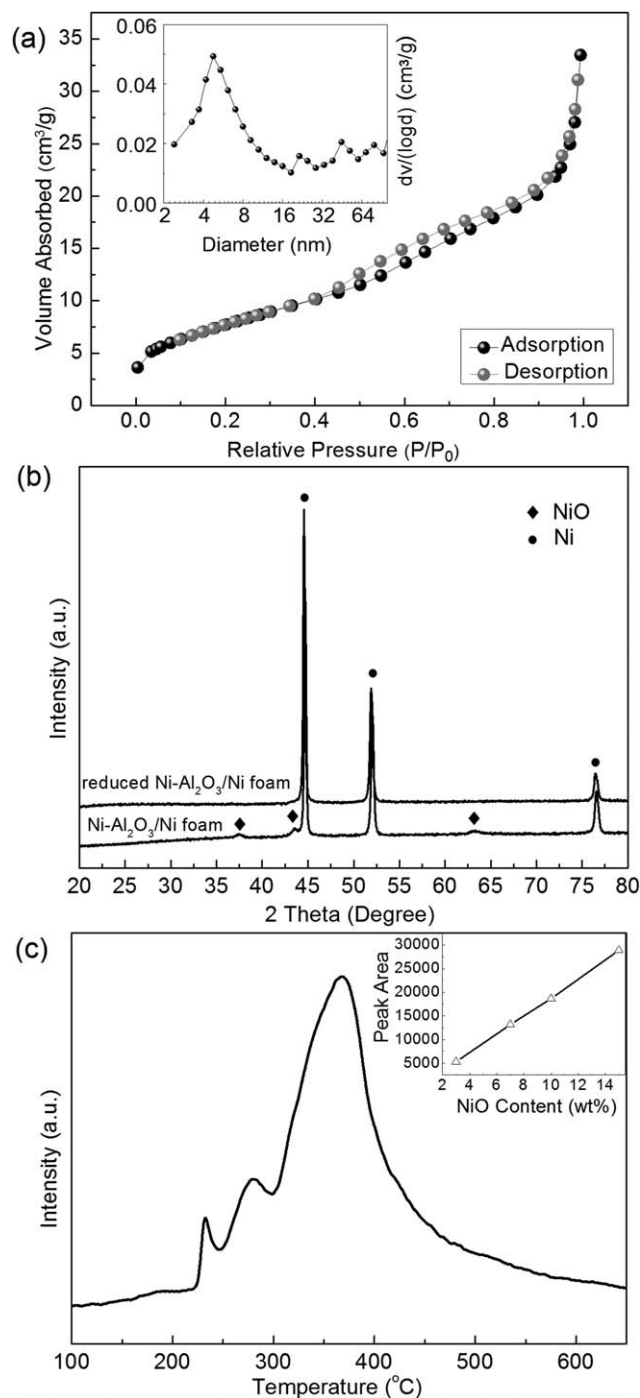 (a)
35
30
25
20
15
10
5
0
Volume Absorbed (cm³/g)
0.0 0.2 0.4 0.6 0.8 1.0
Relative Pressure (P/P₀)
0.06
0.04
0.02
0.00
dv/(logd) (cm³/g)
2 4 8 16 32 64
Diameter (nm)
Adsorption
Desorption
(b)
Intensity (a.u.)
NiO
Ni
reduced Ni-Al₂O₃/Ni foam
Ni-Al₂O₃/Ni foam
20 25 30 35 40 45 50 55 60 65 70 75 80
2 Theta (Degree)
(c)
Intensity (a.u.)
30000
25000
20000
15000
10000
5000
Peak Area
2 4 6 8 10 12 14
NiO Content (wt%)
100 200 300 400 500 600
Temperature (°C)